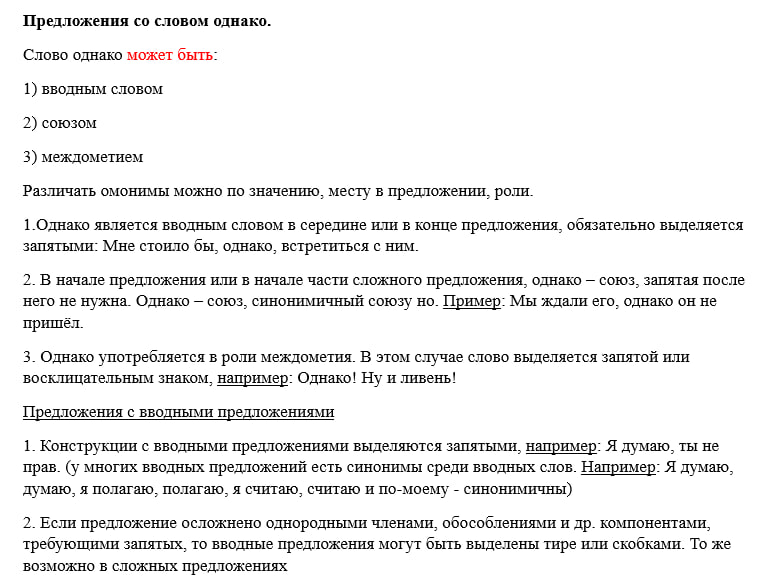 Предложения со словом однако.
Слово однако может быть:
1) вводным словом
2) союзом
3) междометием
Различать омонимы можно по значению, месту в предложении, роли.
1.Однако является вводным словом в середине или в конце предложения, обязательно выделяется
запятыми: Мне стоило бы, однако, встретиться с ним.
2. В начале предложения или в начале части сложного предложения, однако – союз, запятая после
него не нужна. Однако – союз, синонимичный союзу но. Пример: Мы ждали его, однако он не
пришёл.
3. Однако употребляется в роли междометия. В этом случае слово выделяется запятой или
восклицательным знаком, например: Однако! Ну и ливень!
Предложения с вводными предложениями
1. Конструкции с вводными предложениями выделяются запятыми, например: Я думаю, ты не
прав. (у многих вводных предложений есть синонимы среди вводных слов. Например: Я думаю,
думаю, я полагаю, полагаю, я считаю, считаю и по-моему - синонимичны)
2. Если предложение осложнено однородными членами, обособлениями и др. компонентами,
требующими запятых, то вводные предложения могут быть выделены тире или скобками. То же
возможно в сложных предложениях